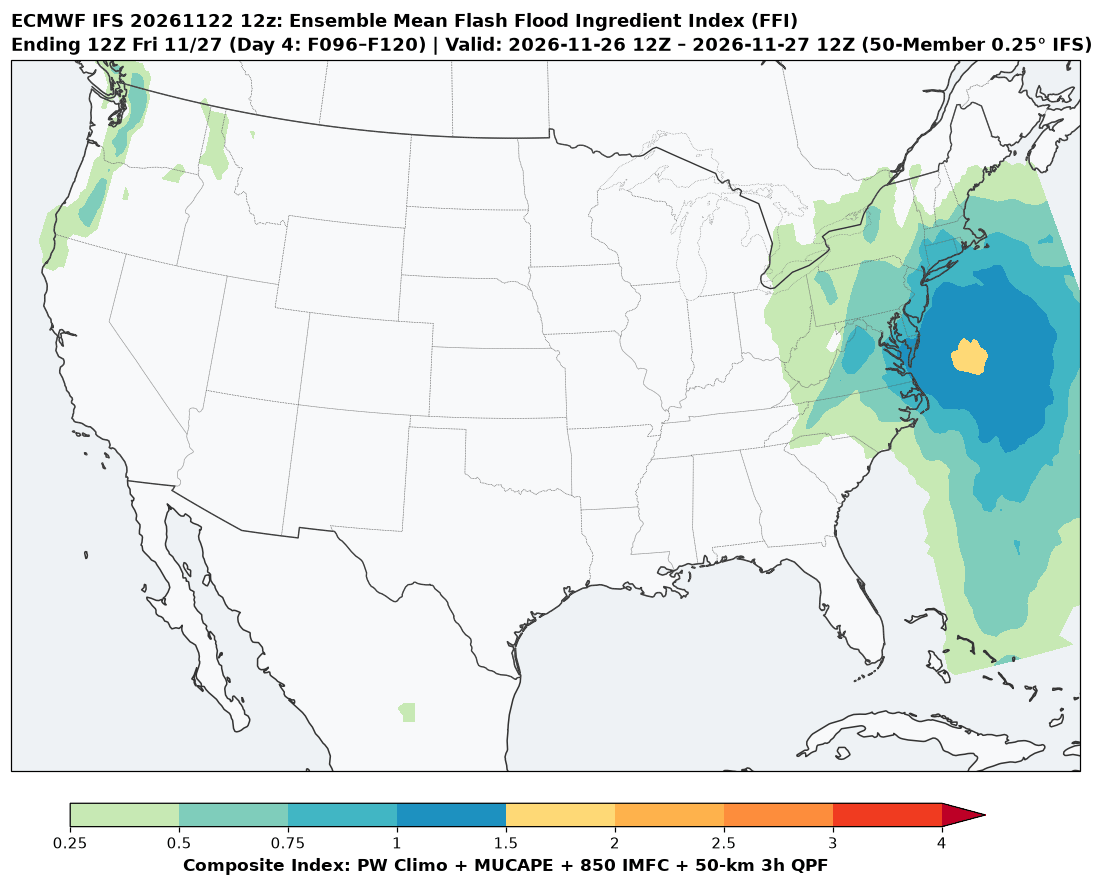 ECMWF IFS 20261122 12z: Ensemble Mean Flash Flood Ingredient Index (FFI)
Ending 12Z Fri 11/27 (Day 4: F096–F120) | Valid: 2026-11-26 12Z – 2026-11-27 12Z (50-Member 0.25° IFS)
0.25 0.5 0.75 1 1.5 2 2.5 3 4
Composite Index: PW Climo + MUCAPE + 850 IMFC + 50-km 3h QPF